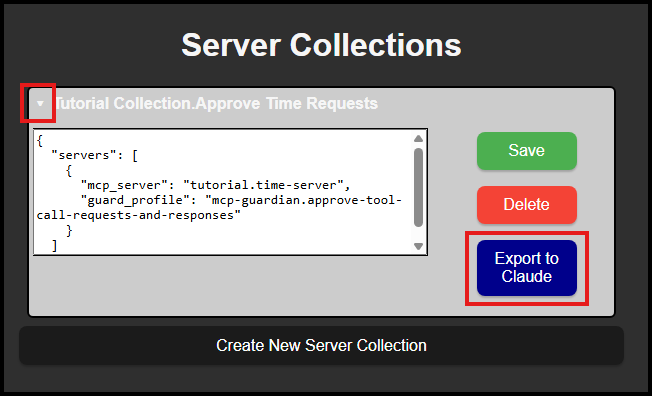 Server Collections
▼ Tutorial Collection.Approve Time Requests
{
  "servers": [
    {
      "mcp_server": "tutorial.time-server",
      "guard_profile": "mcp-guardian.approve-tool-
call-requests-and-responses"
    }
  ]
Save
Delete
Export to
Claude
Create New Server Collection